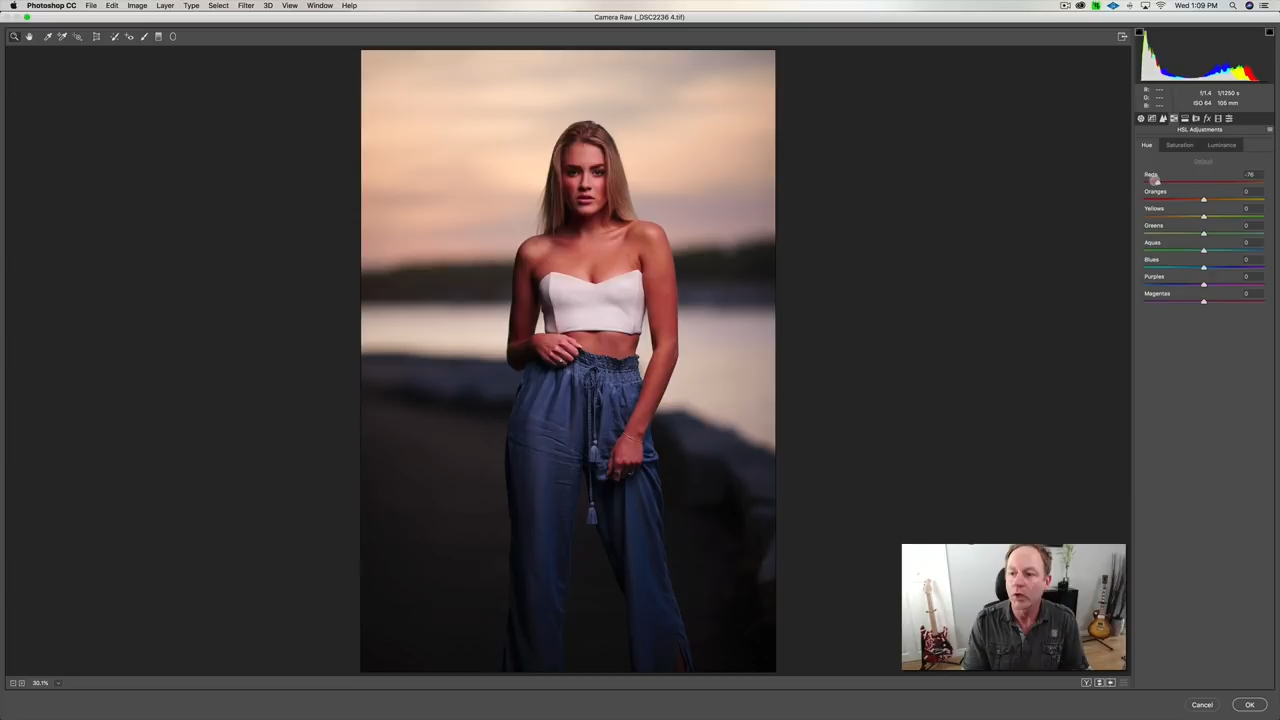 Photoshop CC File Edit Image Layer Type Select Filter 3D View Window Help Wed 1:09 PM
Camera Raw (_DSC2236 4.tif)
R: ---
G: ---
B: ---
f/1.4 1/1250 s
ISO 64 105 mm
HSL Adjustments
Hue Saturation Luminance
Default
Reds -76
Oranges 0
Yellows 0
Greens 0
Aquas 0
Blues 0
Purples 0
Magentas 0
30.1%
Y
Cancel OK